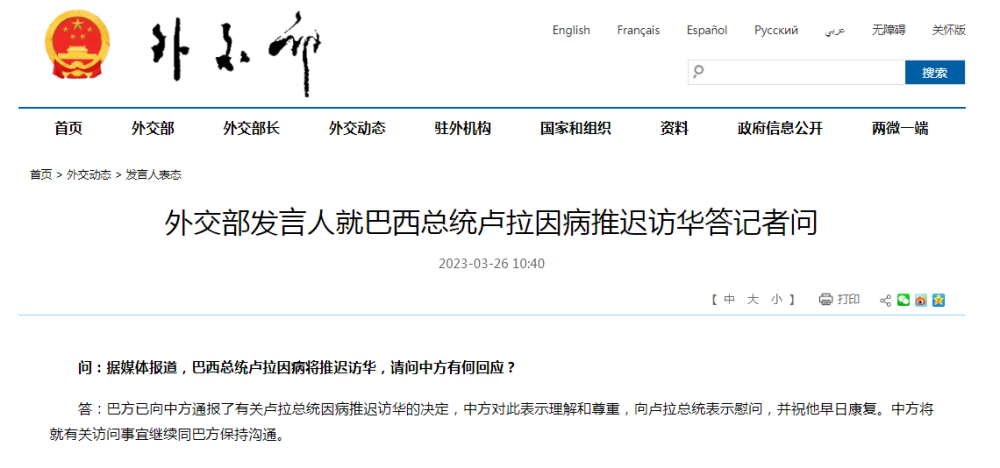 外交部
English Français Español Русский عربي 无障碍 关怀版
搜索
首页 外交部 外交部长 外交动态 驻外机构 国家和组织 资料 政府信息公开 两微一端
首页 > 外交动态 > 发言人表态
外交部发言人就巴西总统卢拉因病推迟访华答记者问
2023-03-26 10:40
【 中 大 小 】 打印
问：据媒体报道，巴西总统卢拉因病将推迟访华，请问中方有何回应？
答：巴方已向中方通报了有关卢拉总统因病推迟访华的决定，中方对此表示理解和尊重，向卢拉总统表示慰问，并祝他早日康复。中方将
就有关访问事宜继续同巴方保持沟通。